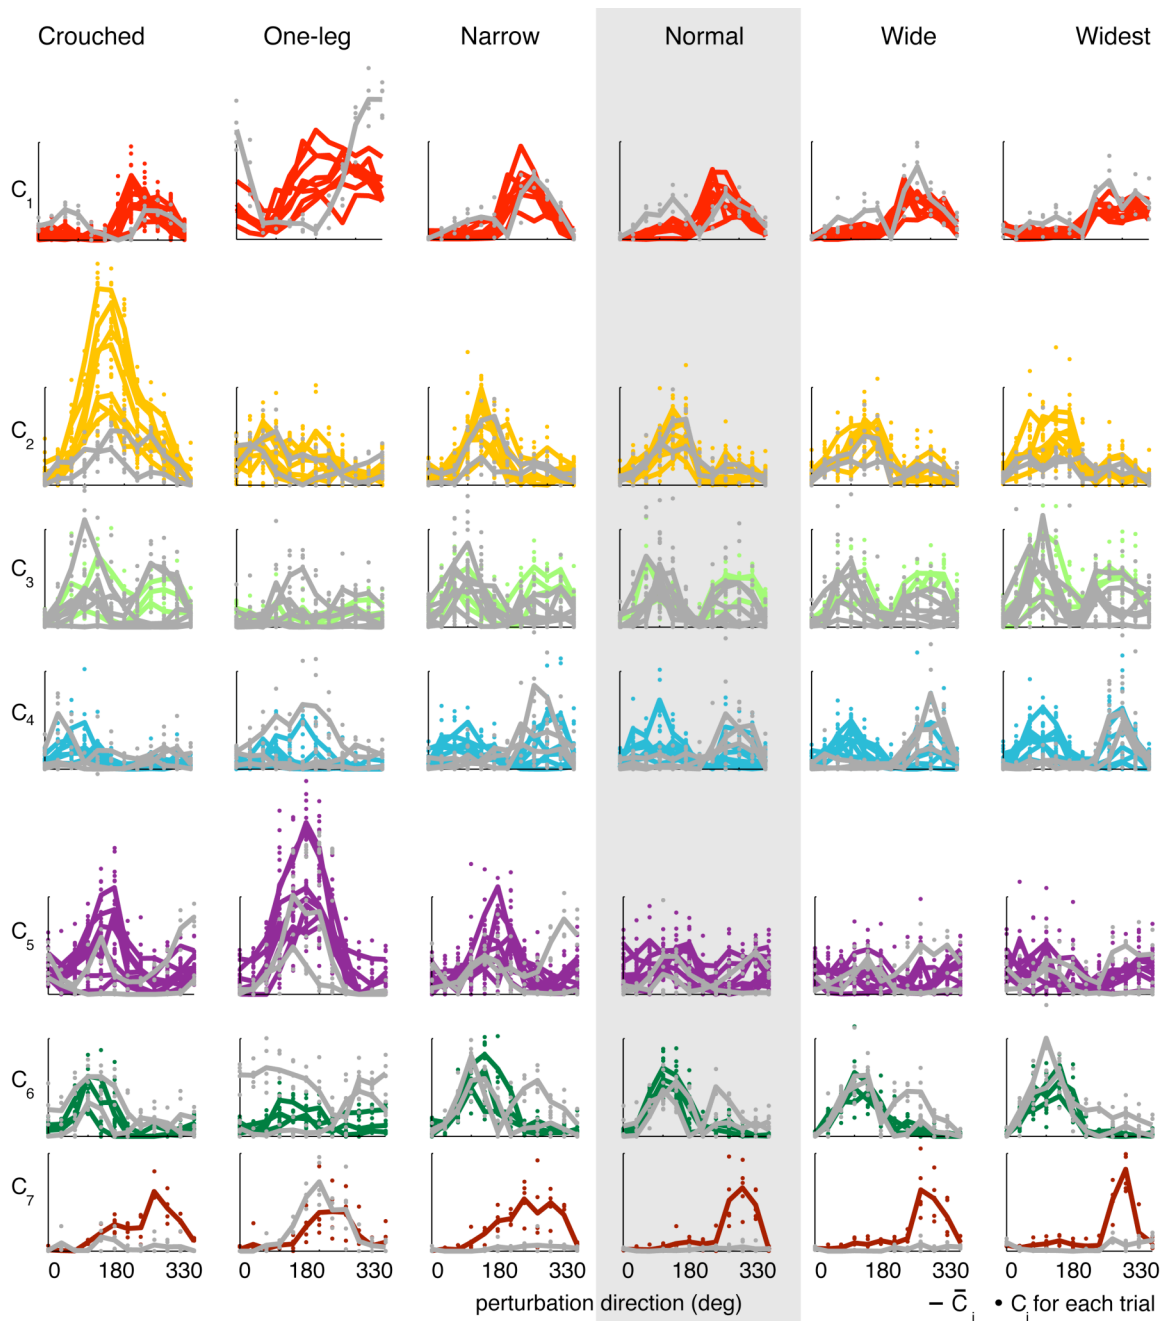 Crouched One-leg Narrow Normal Wide Widest
C1
C2
C3
C4
C5
C6
C7
0 180 330 0 180 330 0 180 330 0 180 330 0 180 330 0 180 330
perturbation direction (deg) – C̄i • Ci for each trial